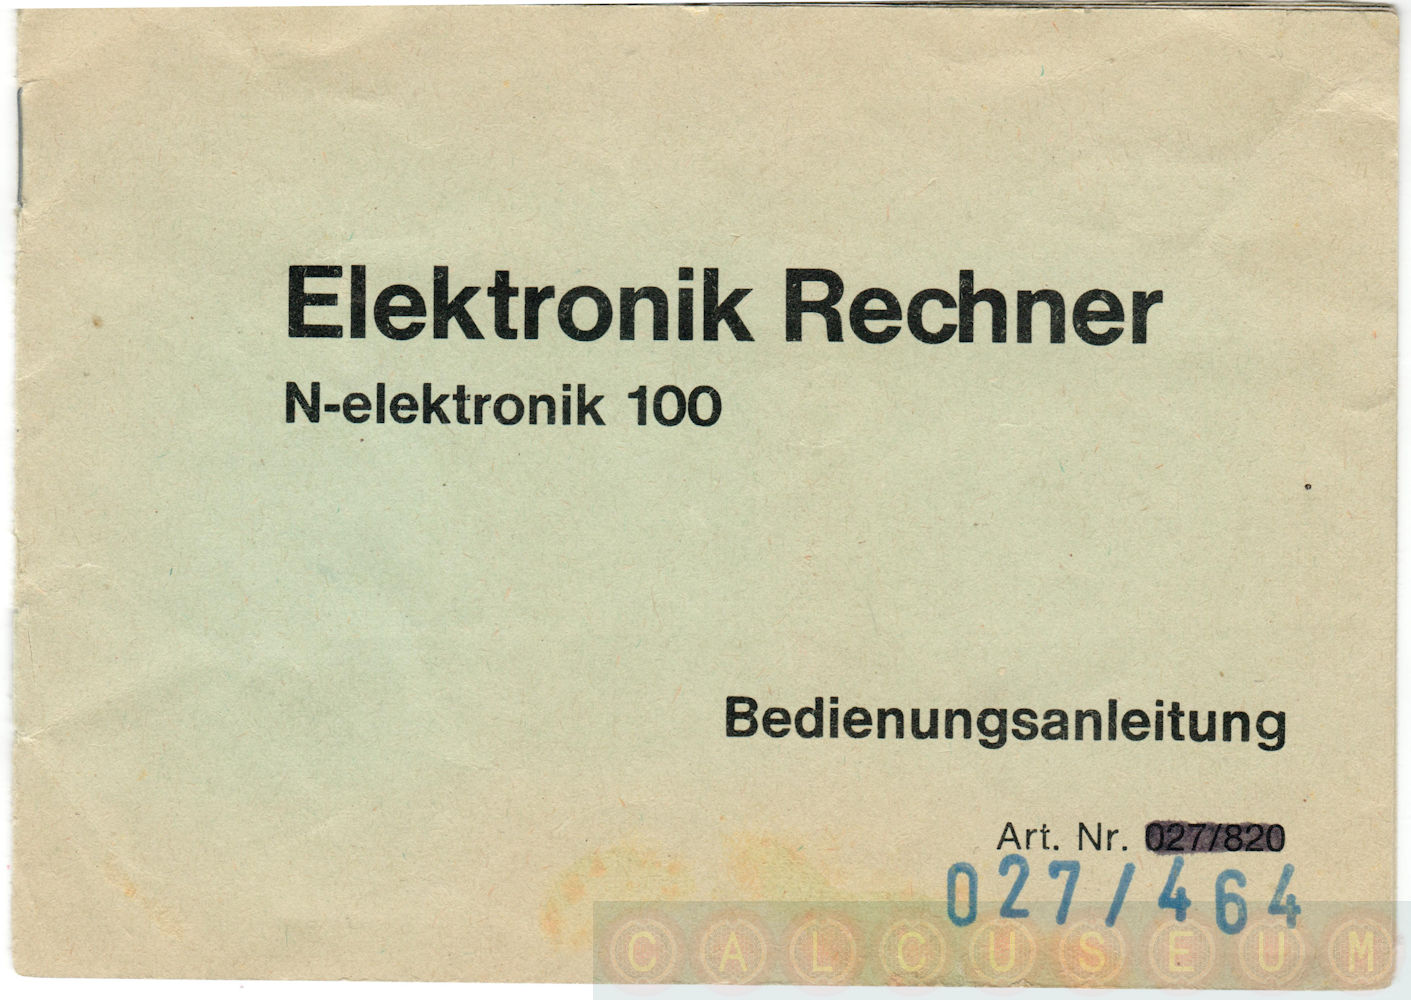 Elektronik Rechner
N-elektronik 100
Bedienungsanleitung
Art. Nr. 027/820
027/464
CALCUSEUM